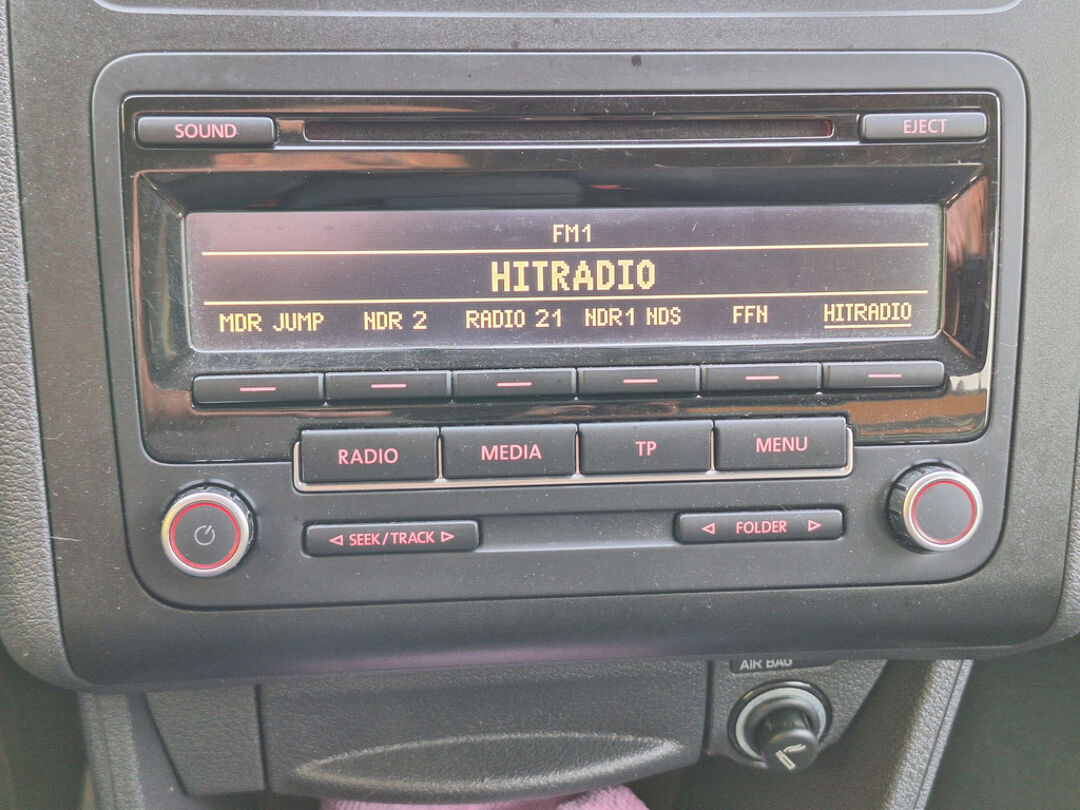 SOUND EJECT
FM1
HITRADIO
MDR JUMP NDR 2 RADIO 21 NDR1 NDS FFN HITRADIO
RADIO MEDIA TP MENU
SEEK/TRACK FOLDER
AIR BAG